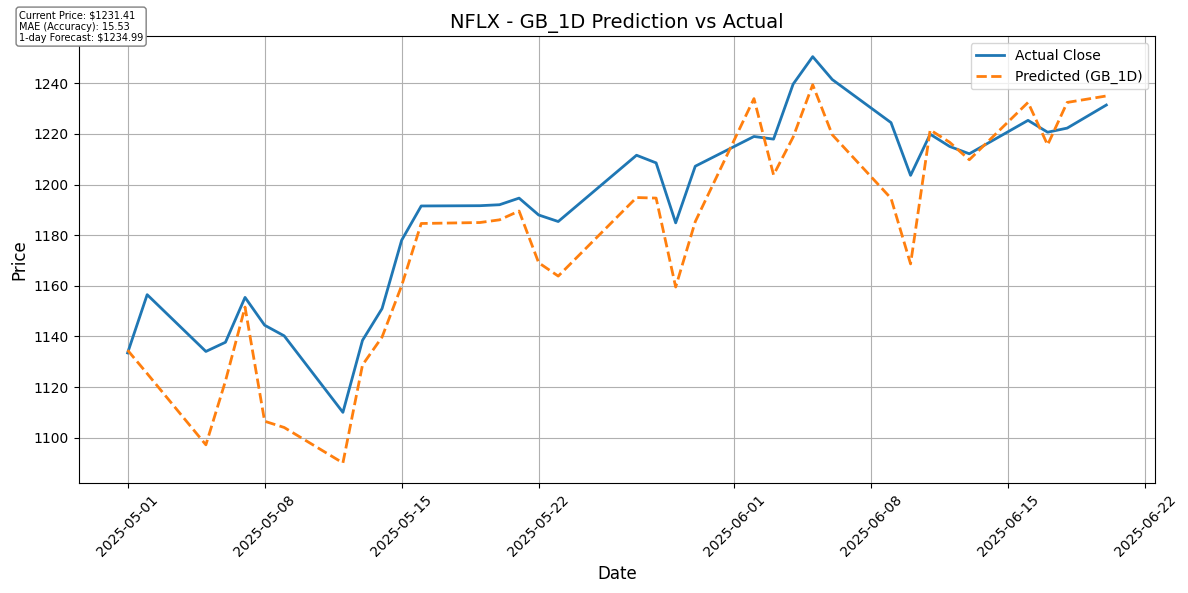 NFLX - GB_1D Prediction vs Actual
Current Price: $1231.41
MAE (Accuracy): 15.53
1-day Forecast: $1234.99
Actual Close
Predicted (GB_1D)
Price
1240
1220
1200
1180
1160
1140
1120
1100
2025-05-01
2025-05-08
2025-05-15
2025-05-22
2025-06-01
2025-06-08
2025-06-15
2025-06-22
Date